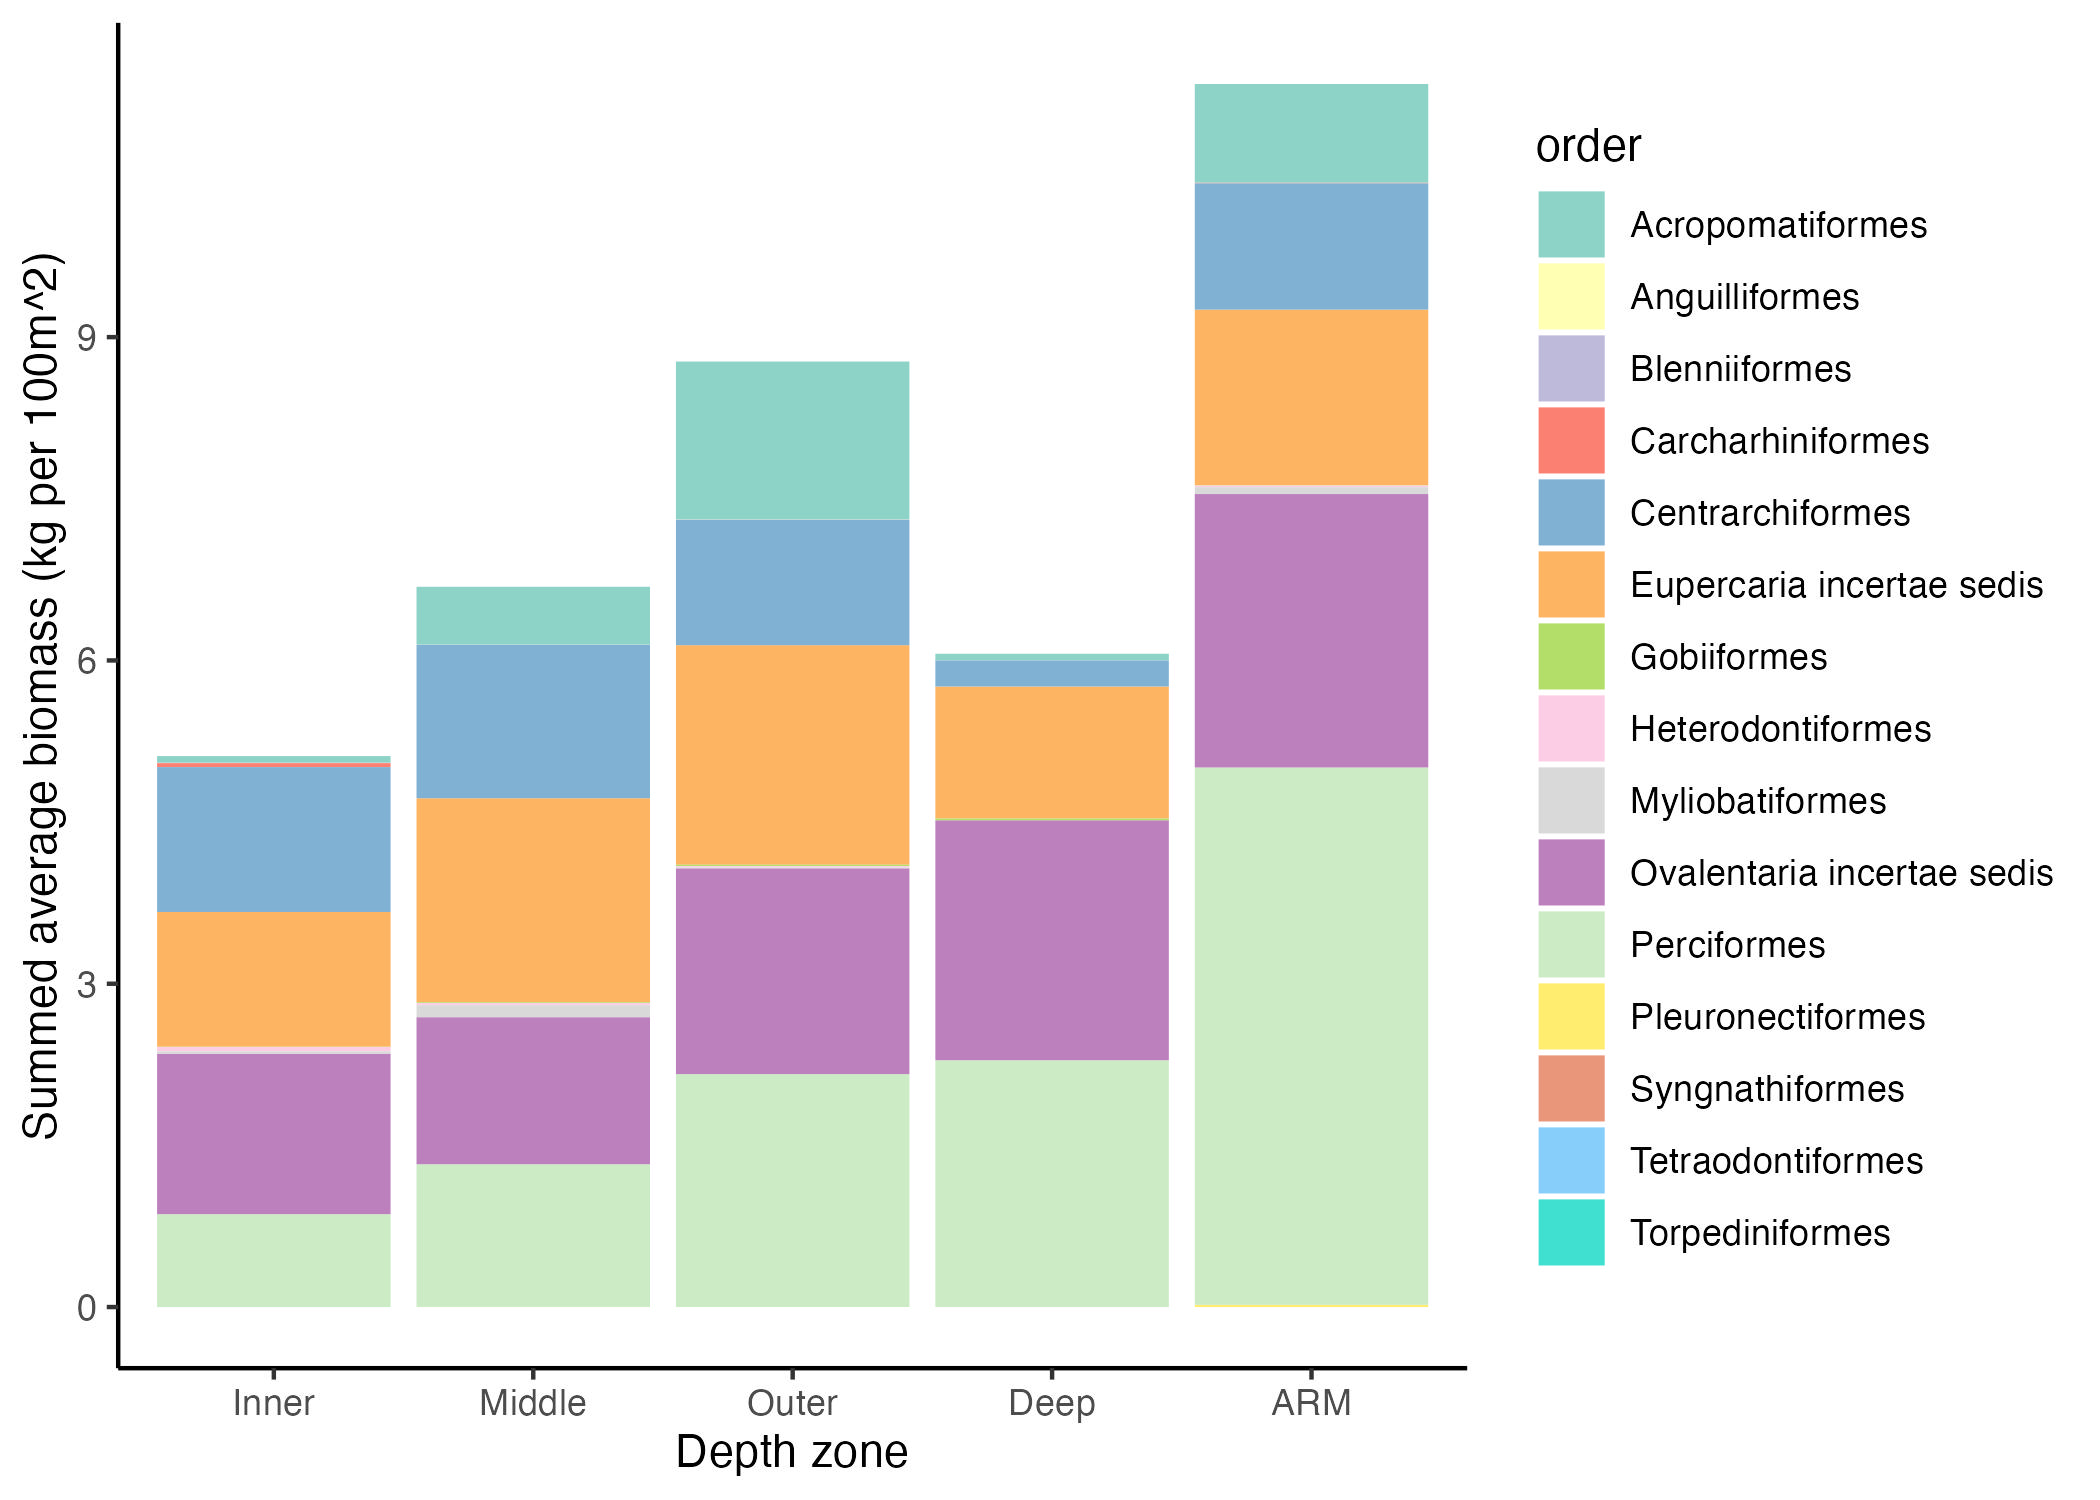 Summed average biomass (kg per 100m^2)
9
6
3
0
Inner Middle Outer Deep ARM
Depth zone
order
Acropomatiformes
Anguilliformes
Blenniiformes
Carcharhiniformes
Centrarchiformes
Eupercaria incertae sedis
Gobiiformes
Heterodontiformes
Myliobatiformes
Ovalentaria incertae sedis
Perciformes
Pleuronectiformes
Syngnathiformes
Tetraodontiformes
Torpediniformes